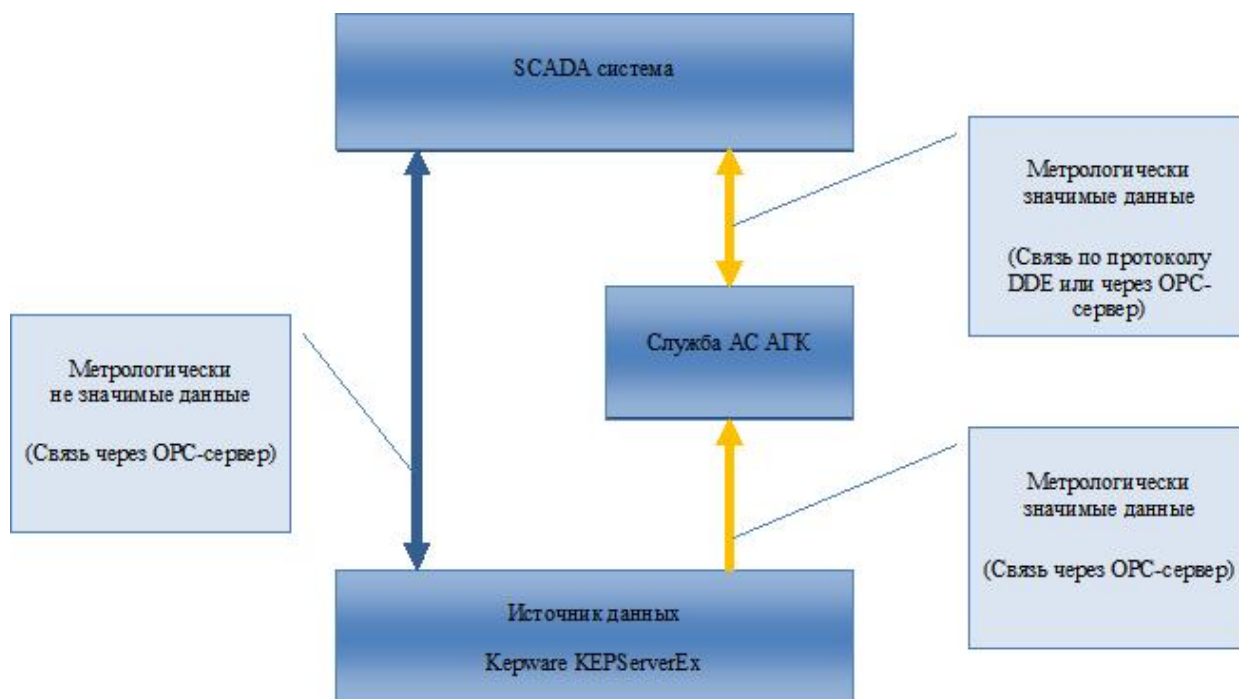 SCADA система
Метрологически
значимые данные
(Связь по протоколу
DDE или через OPC-
сервер)
Служба АС АГК
Метрологически
не значимые данные
(Связь через OPC-сервер)
Метрологически
значимые данные
(Связь через OPC-сервер)
Источник данных
Kepware KEPServerEx